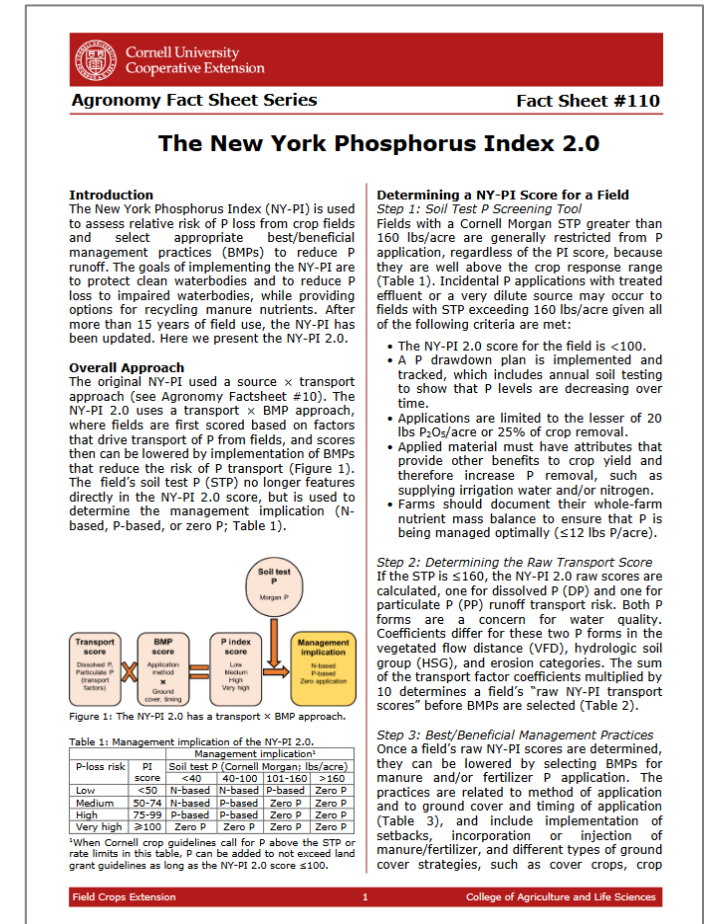 Cornell University
Cooperative Extension
Agronomy Fact Sheet Series
Fact Sheet #110
The New York Phosphorus Index 2.0
Introduction
The New York Phosphorus Index (NY-PI) is used
to assess relative risk of P loss from crop fields
and select appropriate best/beneficial
management practices (BMPs) to reduce P
runoff. The goals of implementing the NY-PI are
to protect clean waterbodies and to reduce P
loss to impaired waterbodies, while providing
options for recycling manure nutrients. After
more than 15 years of field use, the NY-PI has
been updated. Here we present the NY-PI 2.0.
Overall Approach
The original NY-PI used a source × transport
approach (see Agronomy Factsheet #10). The
NY-PI 2.0 uses a transport × BMP approach,
where fields are first scored based on factors
that drive transport of P from fields, and scores
then can be lowered by implementation of BMPs
that reduce the risk of P transport (Figure 1).
The field's soil test P (STP) no longer features
directly in the NY-PI 2.0 score, but is used to
determine the management implication (N-
based, P-based, or zero P; Table 1).
Soil test
P
Morgan P
Transport
score
Dissolved P,
Particulate P
(transport
factors)
BMP
score
Application
method
×
Ground
cover, timing
P index
score
Low
Medium
High
Very high
Management
implication
N-based
P-based
Zero application
Figure 1: The NY-PI 2.0 has a transport × BMP approach.
Table 1: Management implication of the NY-PI 2.0.
Management implication¹
P-loss risk PI Soil test P (Cornell Morgan; lbs/acre)
score <40 40-100 101-160 >160
Low <50 N-based N-based P-based Zero P
Medium 50-74 N-based P-based Zero P Zero P
High 75-99 P-based P-based Zero P Zero P
Very high ≥100 Zero P Zero P Zero P Zero P
¹When Cornell crop guidelines call for P above the STP or
rate limits in this table, P can be added to not exceed land
grant guidelines as long as the NY-PI 2.0 score ≤100.
Determining a NY-PI Score for a Field
Step 1: Soil Test P Screening Tool
Fields with a Cornell Morgan STP greater than
160 lbs/acre are generally restricted from P
application, regardless of the PI score, because
they are well above the crop response range
(Table 1). Incidental P applications with treated
effluent or a very dilute source may occur to
fields with STP exceeding 160 lbs/acre given all
of the following criteria are met:
• The NY-PI 2.0 score for the field is <100.
• A P drawdown plan is implemented and
tracked, which includes annual soil testing
to show that P levels are decreasing over
time.
• Applications are limited to the lesser of 20
lbs P₂O₅/acre or 25% of crop removal.
• Applied material must have attributes that
provide other benefits to crop yield and
therefore increase P removal, such as
supplying irrigation water and/or nitrogen.
• Farms should document their whole-farm
nutrient mass balance to ensure that P is
being managed optimally (≤12 lbs P/acre).
Step 2: Determining the Raw Transport Score
If the STP is ≤160, the NY-PI 2.0 raw scores are
calculated, one for dissolved P (DP) and one for
particulate P (PP) runoff transport risk. Both P
forms are a concern for water quality.
Coefficients differ for these two P forms in the
vegetated flow distance (VFD), hydrologic soil
group (HSG), and erosion categories. The sum
of the transport factor coefficients multiplied by
10 determines a field's "raw NY-PI transport
scores" before BMPs are selected (Table 2).
Step 3: Best/Beneficial Management Practices
Once a field's raw NY-PI scores are determined,
they can be lowered by selecting BMPs for
manure and/or fertilizer P application. The
practices are related to method of application
and to ground cover and timing of application
(Table 3), and include implementation of
setbacks, incorporation or injection of
manure/fertilizer, and different types of ground
cover strategies, such as cover crops, crop
Field Crops Extension
1
College of Agriculture and Life Sciences